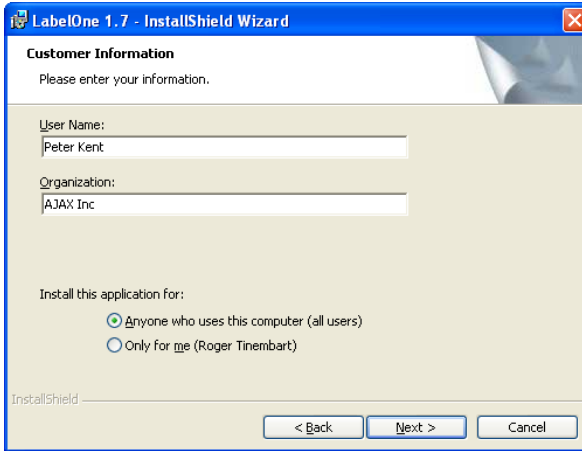 LabelOne 1.7 - InstallShield Wizard
Customer Information
Please enter your information.
User Name:
Peter Kent
Organization:
AJAX Inc
Install this application for:
Anyone who uses this computer (all users)
Only for me (Roger Tinembart)
InstallShield
< Back Next > Cancel